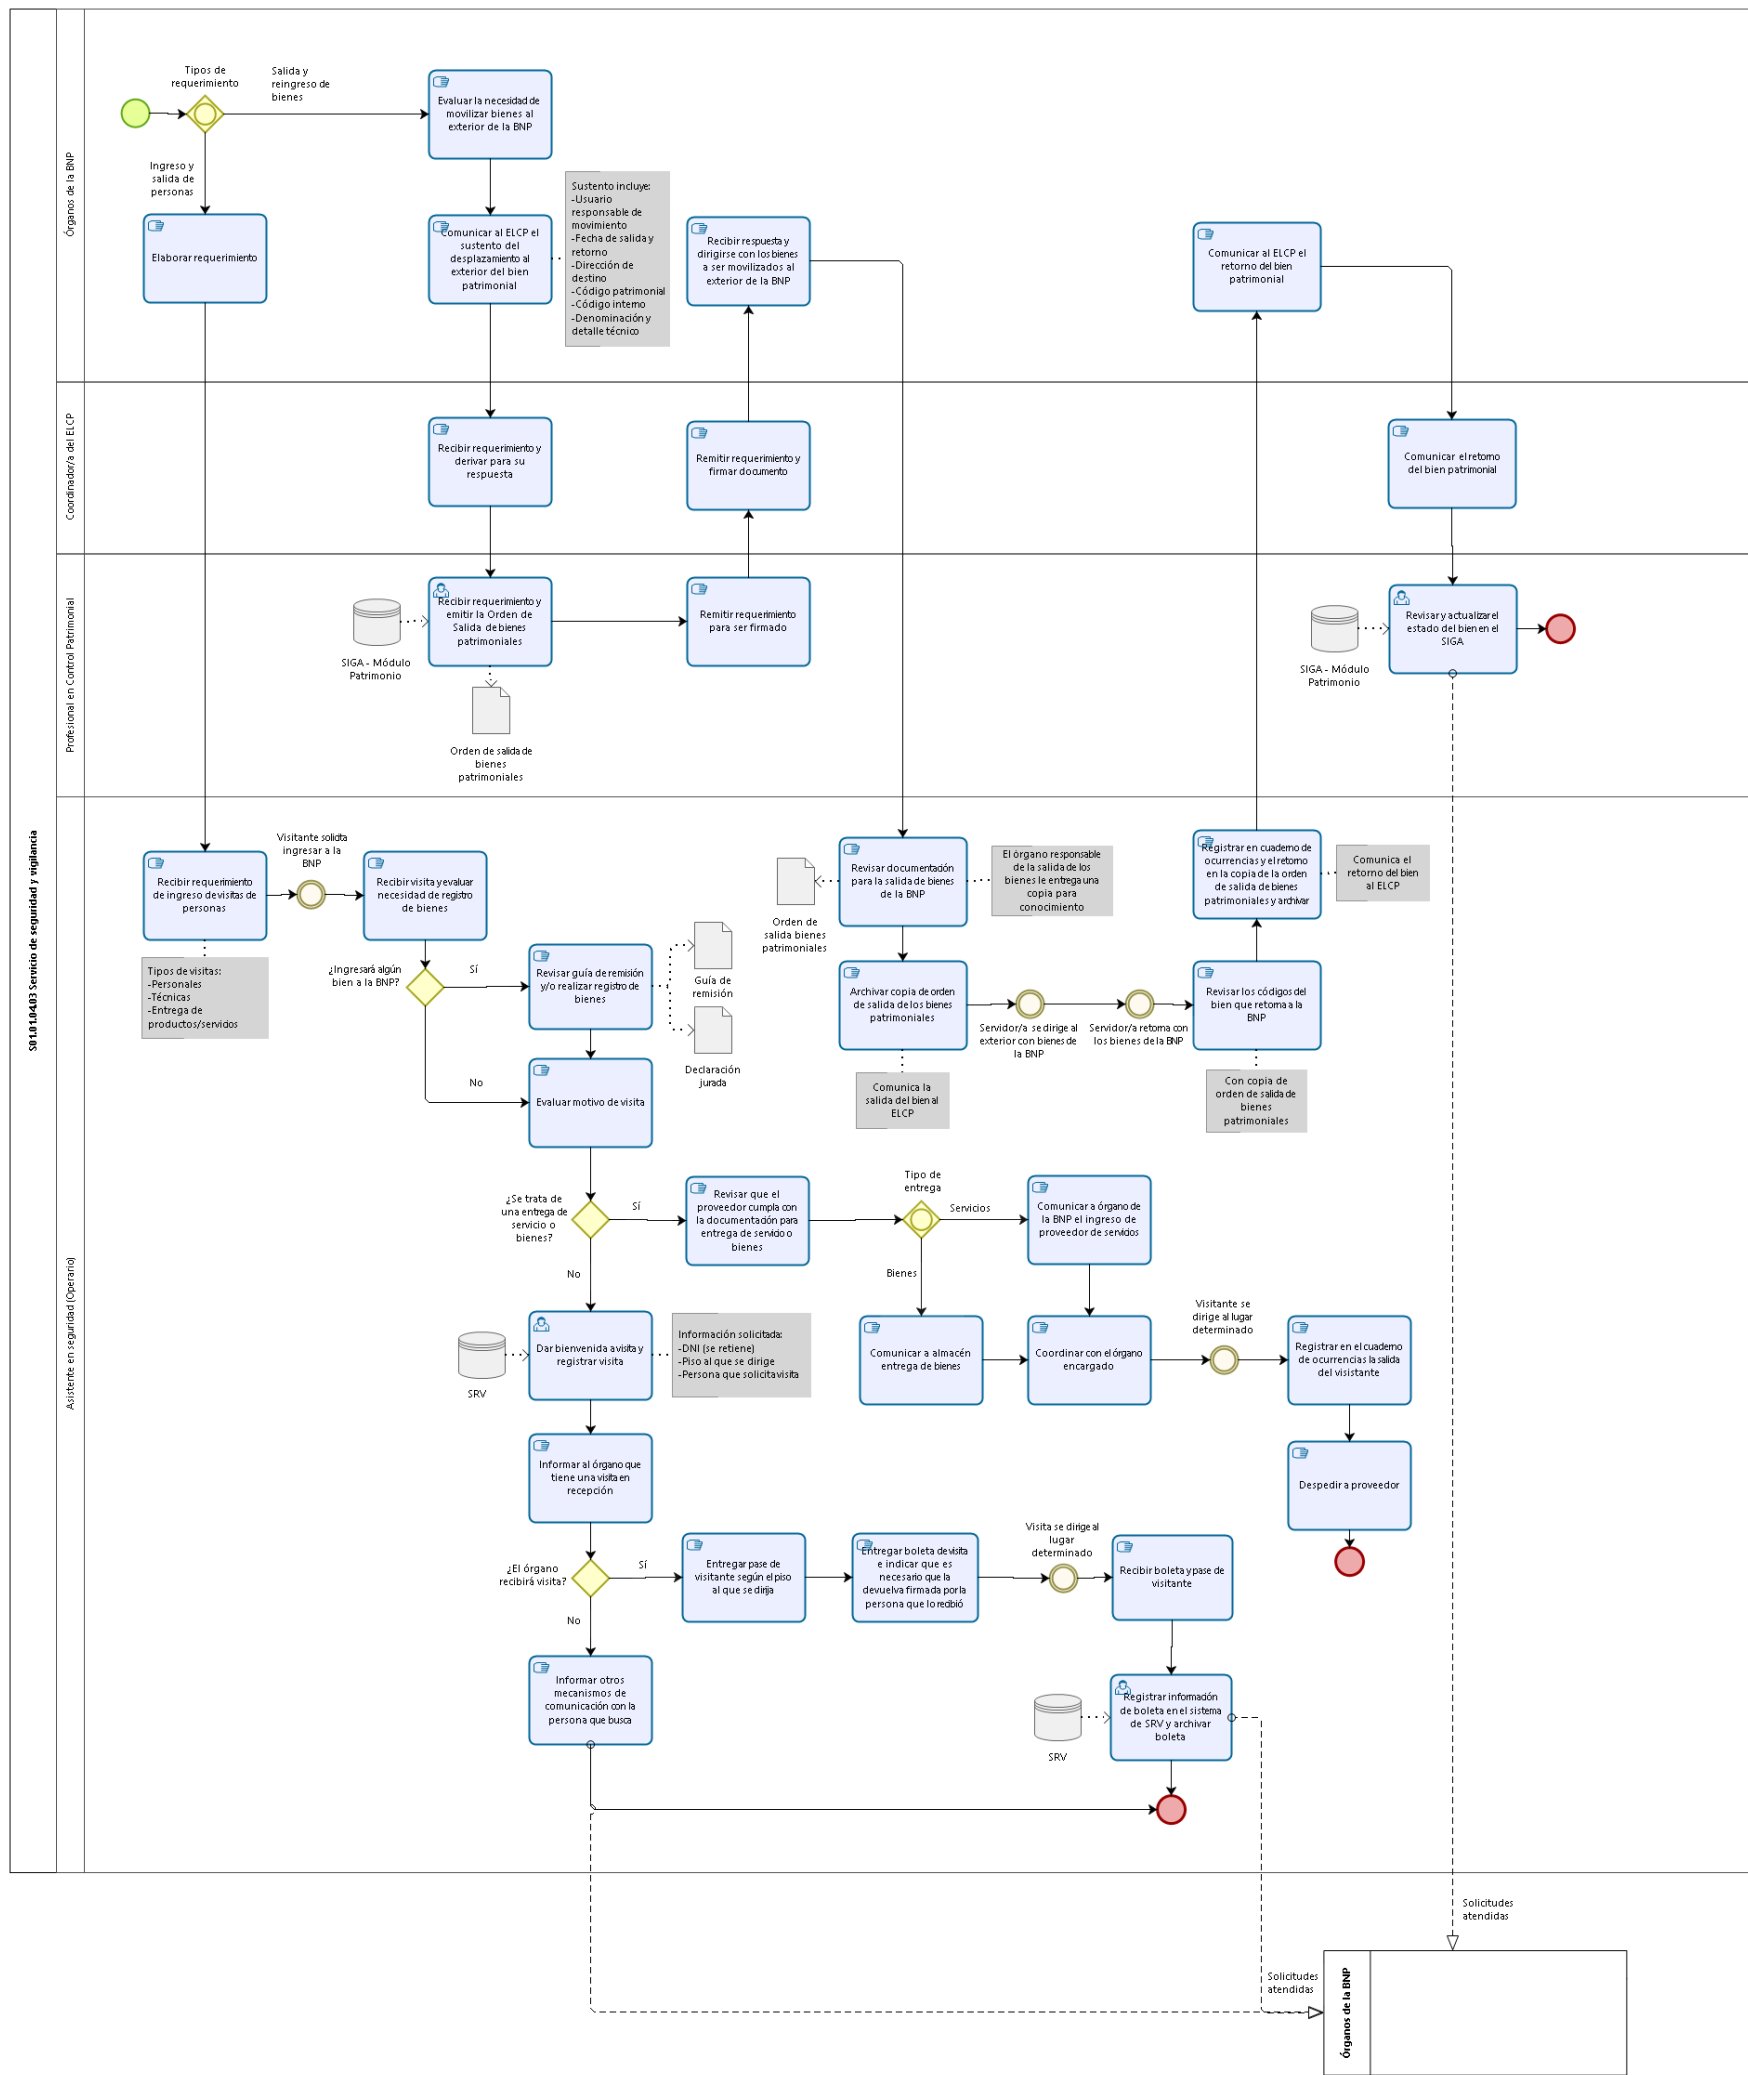 S01.01.04.03 Servicio de seguridad y vigilancia
Órganos de la BNP
Tipos de
requerimiento
Salida y
reingreso de
bienes
Ingreso y
salida de
personas
Elaborar requerimiento
Evaluar la necesidad de
movilizar bienes al
exterior de la BNP
Comunicar al ELCP el
sustento del
desplazamiento al
exterior del bien
patrimonial
Sustento incluye:
-Usuario
responsable de
movimiento
-Fecha de salida y
retorno
-Dirección de
destino
-Código patrimonial
-Código interno
-Denominación y
detalle técnico
Recibir respuesta y
dirigirse con los bienes
a ser movilizados al
exterior de la BNP
Comunicar al ELCP el
retorno del bien
patrimonial
Coordinador/a del ELCP
Recibir requerimiento y
derivar para su
respuesta
Remitir requerimiento y
firmar documento
Comunicar el retorno
del bien patrimonial
Profesional en Control Patrimonial
SIGA - Módulo
Patrimonio
Recibir requerimiento y
emitir la Orden de
Salida de bienes
patrimoniales
Orden de salida de
bienes
patrimoniales
Remitir requerimiento
para ser firmado
SIGA - Módulo
Patrimonio
Revisar y actualizar el
estado del bien en el
SIGA
Asistente en seguridad (Operario)
Recibir requerimiento
de ingreso de visitas de
personas
Tipos de visitas:
-Personales
-Técnicas
-Entrega de
productos/servicios
Visitante solicita
ingresar a la
BNP
Recibir visita y evaluar
necesidad de registro
de bienes
¿Ingresará algún
bien a la BNP?
Sí
No
Revisar guía de remisión
y/o realizar registro de
bienes
Guía de
remisión
Declaración
jurada
Evaluar motivo de visita
Orden de
salida bienes
patrimoniales
Revisar documentación
para la salida de bienes
de la BNP
El órgano responsable
de la salida de los
bienes le entrega una
copia para
conocimiento
Archivar copia de orden
de salida de los bienes
patrimoniales
Comunica la
salida del bien al
ELCP
Servidor/a se dirige al
exterior con bienes de
la BNP
Servidor/a retorna con
los bienes de la BNP
Revisar los códigos del
bien que retorna a la
BNP
Con copia de
orden de salida de
bienes
patrimoniales
Registrar en cuaderno de
ocurrencias y el retorno
en la copia de la orden
de salida de bienes
patrimoniales y archivar
Comunica el
retorno del bien
al ELCP
¿Se trata de
una entrega de
servicio o
bienes?
Sí
No
Revisar que el
proveedor cumpla con
la documentación para
entrega de servicio o
bienes
Tipo de
entrega
Servicios
Bienes
Comunicar a órgano de
la BNP el ingreso de
proveedor de servicios
Comunicar a almacén
entrega de bienes
Coordinar con el órgano
encargado
Visitante se
dirige al lugar
determinado
Registrar en el cuaderno
de ocurrencias la salida
del visistante
Despedir a proveedor
SRV
Dar bienvenida a visita y
registrar visita
Información solicitada:
-DNI (se retiene)
-Piso al que se dirige
-Persona que solicita visita
Informar al órgano que
tiene una visita en
recepción
¿El órgano
recibirá visita?
Sí
No
Entregar pase de
visitante según el piso
al que se dirija
Entregar boleta de visita
e indicar que es
necesario que la
devuelva firmada por la
persona que lo recibió
Visita se dirige al
lugar
determinado
Recibir boleta y pase de
visitante
Informar otros
mecanismos de
comunicación con la
persona que busca
SRV
Registrar información
de boleta en el sistema
de SRV y archivar
boleta
Solicitudes
atendidas
Solicitudes
atendidas
Órganos de la BNP